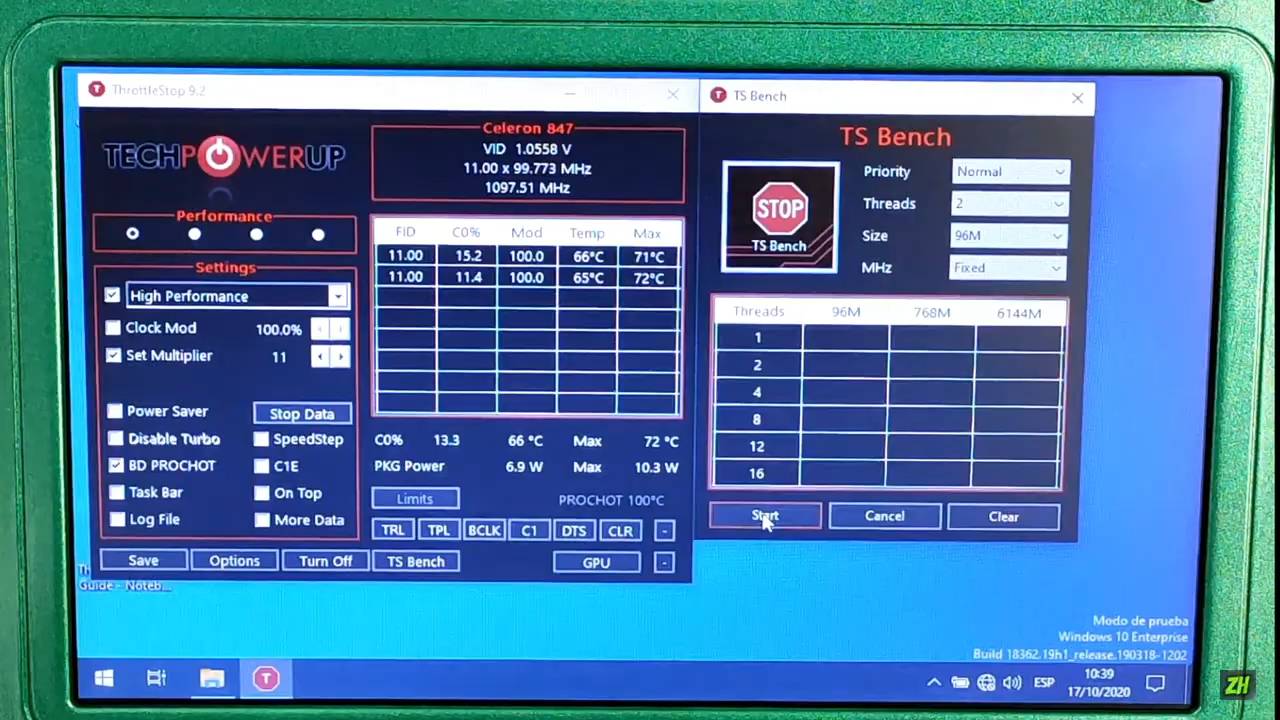 ThrottleStop 9.2
TECHPOWERUP
Performance
Settings
High Performance
Clock Mod 100.0%
Set Multiplier 11
Power Saver Stop Data
Disable Turbo SpeedStep
BD PROCHOT C1E
Task Bar On Top
Log File More Data
Save Options Turn Off TS Bench GPU -
Celeron 847
VID 1.0558 V
11.00 x 99.773 MHz
1097.51 MHz
FID C0% Mod Temp Max
11.00 15.2 100.0 66°C 71°C
11.00 11.4 100.0 65°C 72°C
C0% 13.3 66 °C Max 72 °C
PKG Power 6.9 W Max 10.3 W
Limits PROCHOT 100°C
TRL TPL BCLK C1 DTS CLR -
TS Bench
TS Bench
STOP
TS Bench
Priority Normal
Threads 2
Size 96M
MHz Fixed
Threads 96M 768M 6144M
1
2
4
8
12
16
Start Cancel Clear
Guide - Noteb...
Modo de prueba
Windows 10 Enterprise
Build 18362.19h1_release.190318-1202
ESP
10:39
17/10/2020
ZH